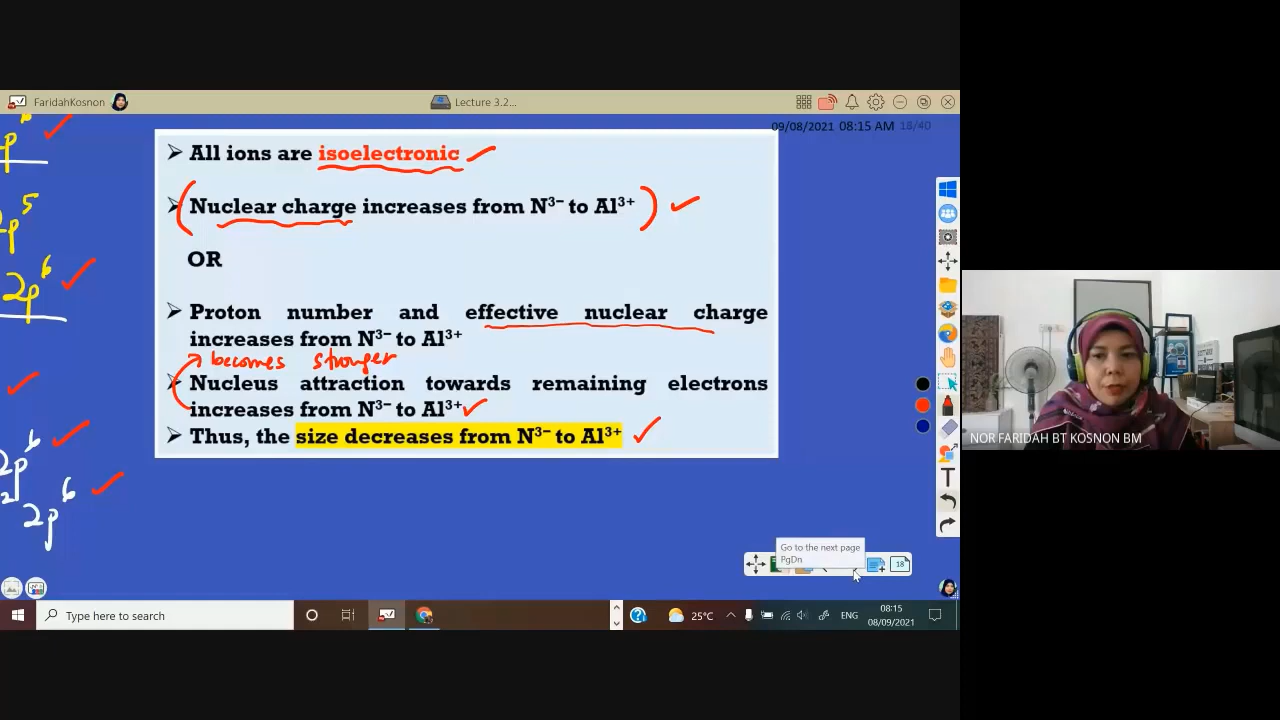 FaridahKosnon
Lecture 3.2...
09/08/2021 08:15 AM 18/40
➤ All ions are isoelectronic ✓
➤ (Nuclear charge increases from N³⁻ to Al³⁺) ✓
OR
➤ Proton number and effective nuclear charge
increases from N³⁻ to Al³⁺
becomes stronger
➤ Nucleus attraction towards remaining electrons
increases from N³⁻ to Al³⁺ ✓
➤ Thus, the size decreases from N³⁻ to Al³⁺ ✓
p⁶ ✓
2p⁵
2p⁶ ✓
2p⁶ ✓
2p⁶ ✓
NOR FARIDAH BT KOSNON BM
T
Go to the next page
PgDn
18
Type here to search
25°C
ENG
08:15
08/09/2021